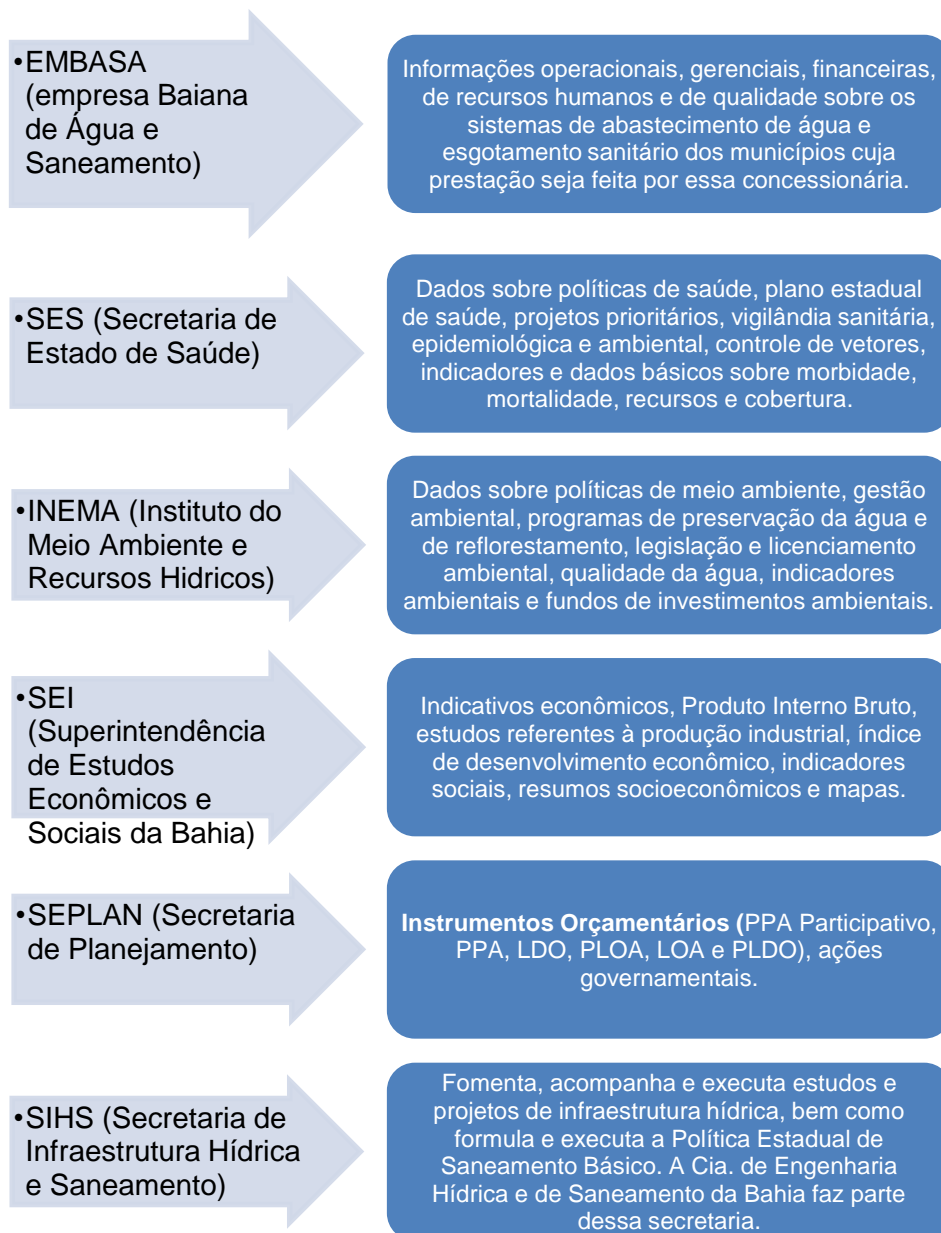 •EMBASA
(empresa Baiana
de Água e
Saneamento)
Informações operacionais, gerenciais, financeiras,
de recursos humanos e de qualidade sobre os
sistemas de abastecimento de água e
esgotamento sanitário dos municípios cuja
prestação seja feita por essa concessionária.
•SES (Secretaria de
Estado de Saúde)
Dados sobre políticas de saúde, plano estadual
de saúde, projetos prioritários, vigilândia sanitária,
epidemiológica e ambiental, controle de vetores,
indicadores e dados básicos sobre morbidade,
mortalidade, recursos e cobertura.
•INEMA (Instituto do
Meio Ambiente e
Recursos Hidricos)
Dados sobre políticas de meio ambiente, gestão
ambiental, programas de preservação da água e
de reflorestamento, legislação e licenciamento
ambiental, qualidade da água, indicadores
ambientais e fundos de investimentos ambientais.
•SEI
(Superintendência
de Estudos
Econômicos e
Sociais da Bahia)
Indicativos econômicos, Produto Interno Bruto,
estudos referentes à produção industrial, índice
de desenvolvimento econômico, indicadores
sociais, resumos socioeconômicos e mapas.
•SEPLAN (Secretaria
de Planejamento)
Instrumentos Orçamentários (PPA Participativo,
PPA, LDO, PLOA, LOA e PLDO), ações
governamentais.
•SIHS (Secretaria de
Infraestrutura Hídrica
e Saneamento)
Fomenta, acompanha e executa estudos e
projetos de infraestrutura hídrica, bem como
formula e executa a Política Estadual de
Saneamento Básico. A Cia. de Engenharia
Hídrica e de Saneamento da Bahia faz parte
dessa secretaria.